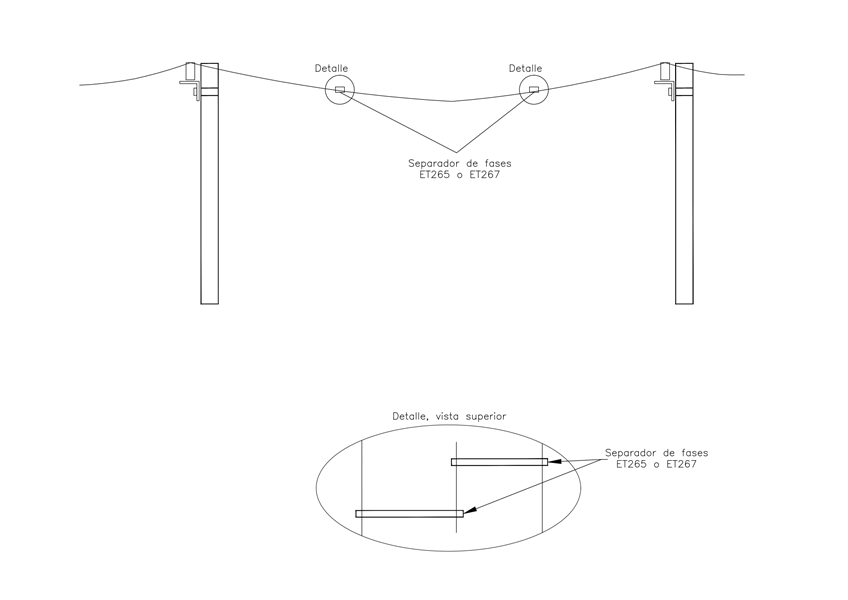 Detalle
Detalle
Separador de fases
ET265 o ET267
Detalle, vista superior
Separador de fases
ET265 o ET267